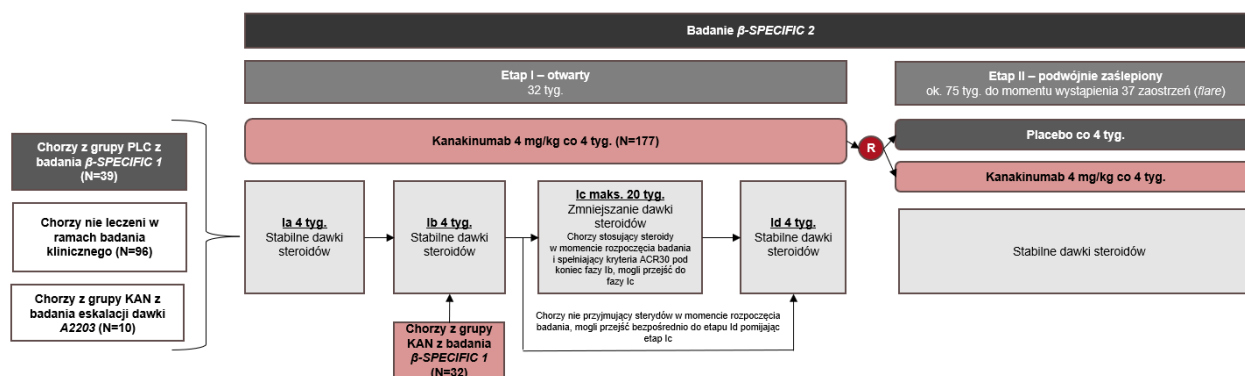 Badanie β-SPECIFIC 2
Etap I – otwarty
32 tyg.
Etap II – podwójnie zaślepiony
ok. 75 tyg. do momentu wystąpienia 37 zaostrzeń (flare)
Kanakinumab 4 mg/kg co 4 tyg. (N=177)
R
Placebo co 4 tyg.
Kanakinumab 4 mg/kg co 4 tyg.
Chorzy z grupy PLC z
badania β-SPECIFIC 1
(N=39)
Chorzy nie leczeni w
ramach badania
klinicznego (N=96)
Chorzy z grupy KAN z
badania eskalacji dawki
A2203 (N=10)
Ia 4 tyg.
Stabilne dawki
steroidów
Ib 4 tyg.
Stabilne dawki
steroidów
Ic maks. 20 tyg.
Zmniejszanie dawki
steroidów
Chorzy stosujący steroidy
w momencie rozpoczęcia badania
i spełniający kryteria ACR30 pod
koniec fazy Ib, mogli przejść do
fazy Ic
Id 4 tyg.
Stabilne dawki
steroidów
Stabilne dawki steroidów
Chorzy z grupy
KAN z badania
β-SPECIFIC 1
(N=32)
Chorzy nie przyjmujący sterydów w momencie rozpoczęcia
badania, mogli przejść bezpośrednio do etapu Id pomijając
etap Ic